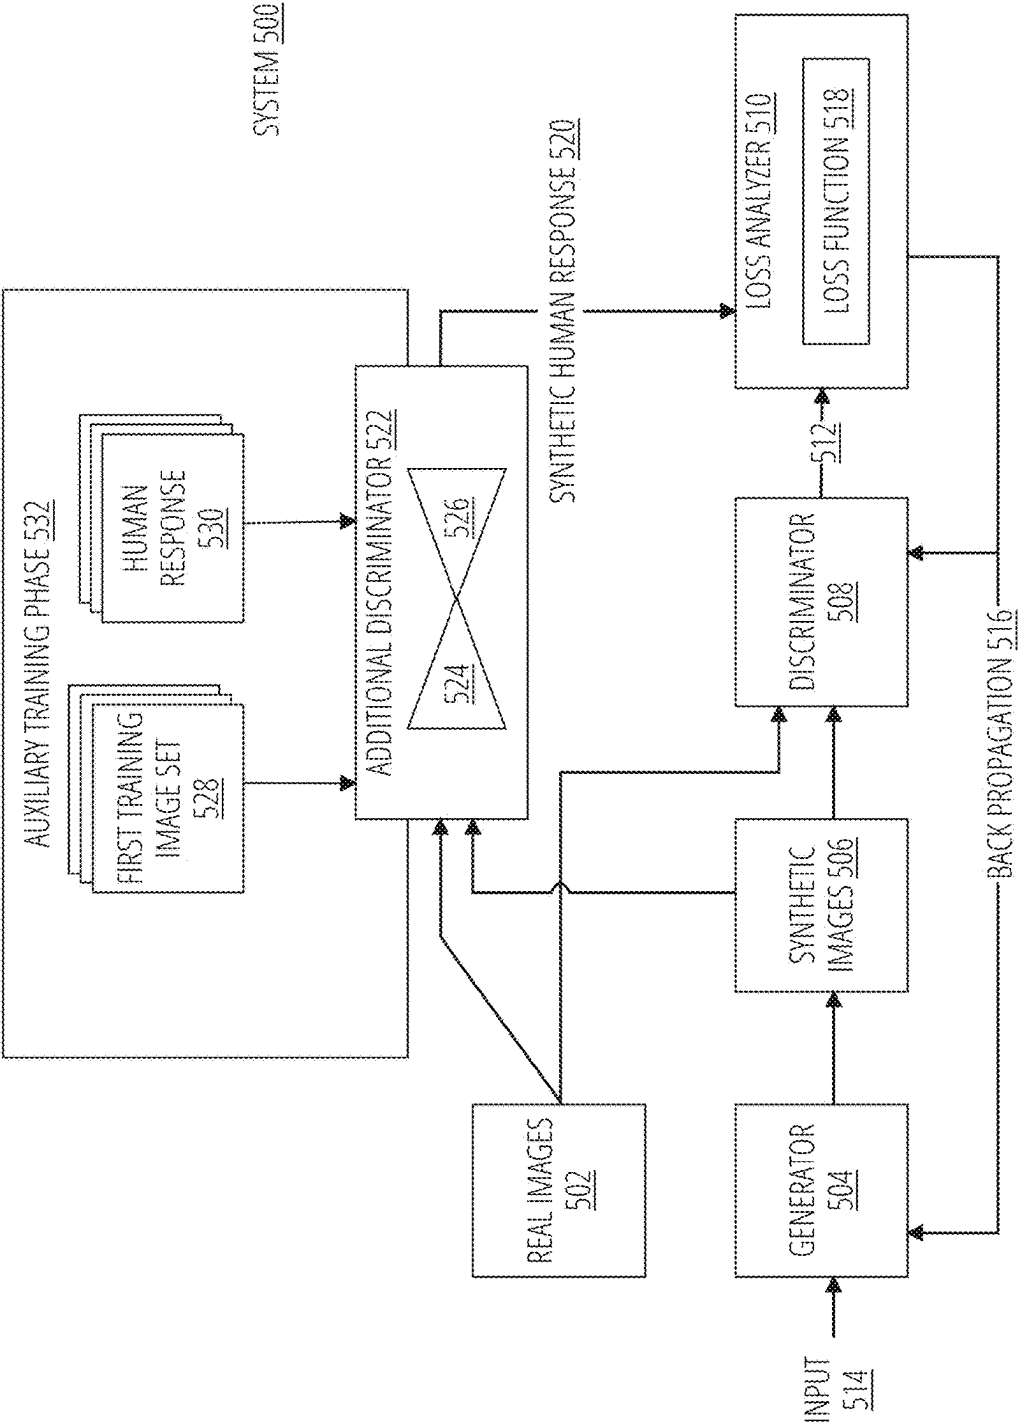 SYSTEM 500
AUXILIARY TRAINING PHASE 532
FIRST TRAINING
IMAGE SET
528
HUMAN
RESPONSE
530
ADDITIONAL DISCRIMINATOR 522
524
526
SYNTHETIC HUMAN RESPONSE 520
REAL IMAGES
502
INPUT
514
GENERATOR
504
SYNTHETIC
IMAGES 506
DISCRIMINATOR
508
512
LOSS ANALYZER 510
LOSS FUNCTION 518
BACK PROPAGATION 516